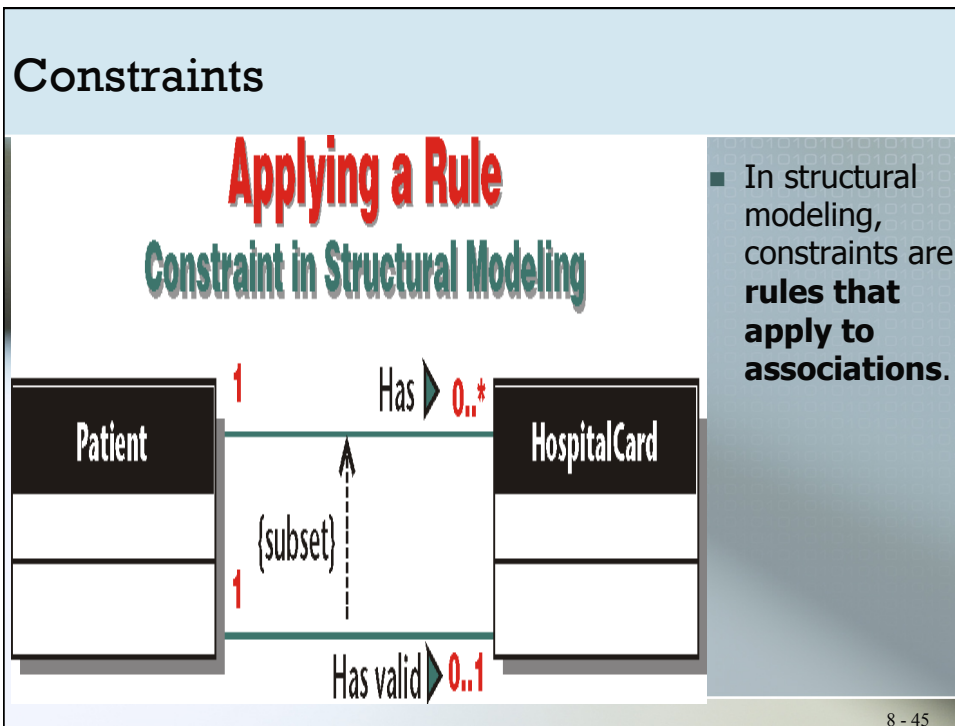 Constraints
Applying a Rule
Constraint in Structural Modeling
1
Has
0..*
Patient
HospitalCard
{subset}
1
Has valid
0..1
■ In structural
modeling,
constraints are
rules that
apply to
associations.
8 - 45